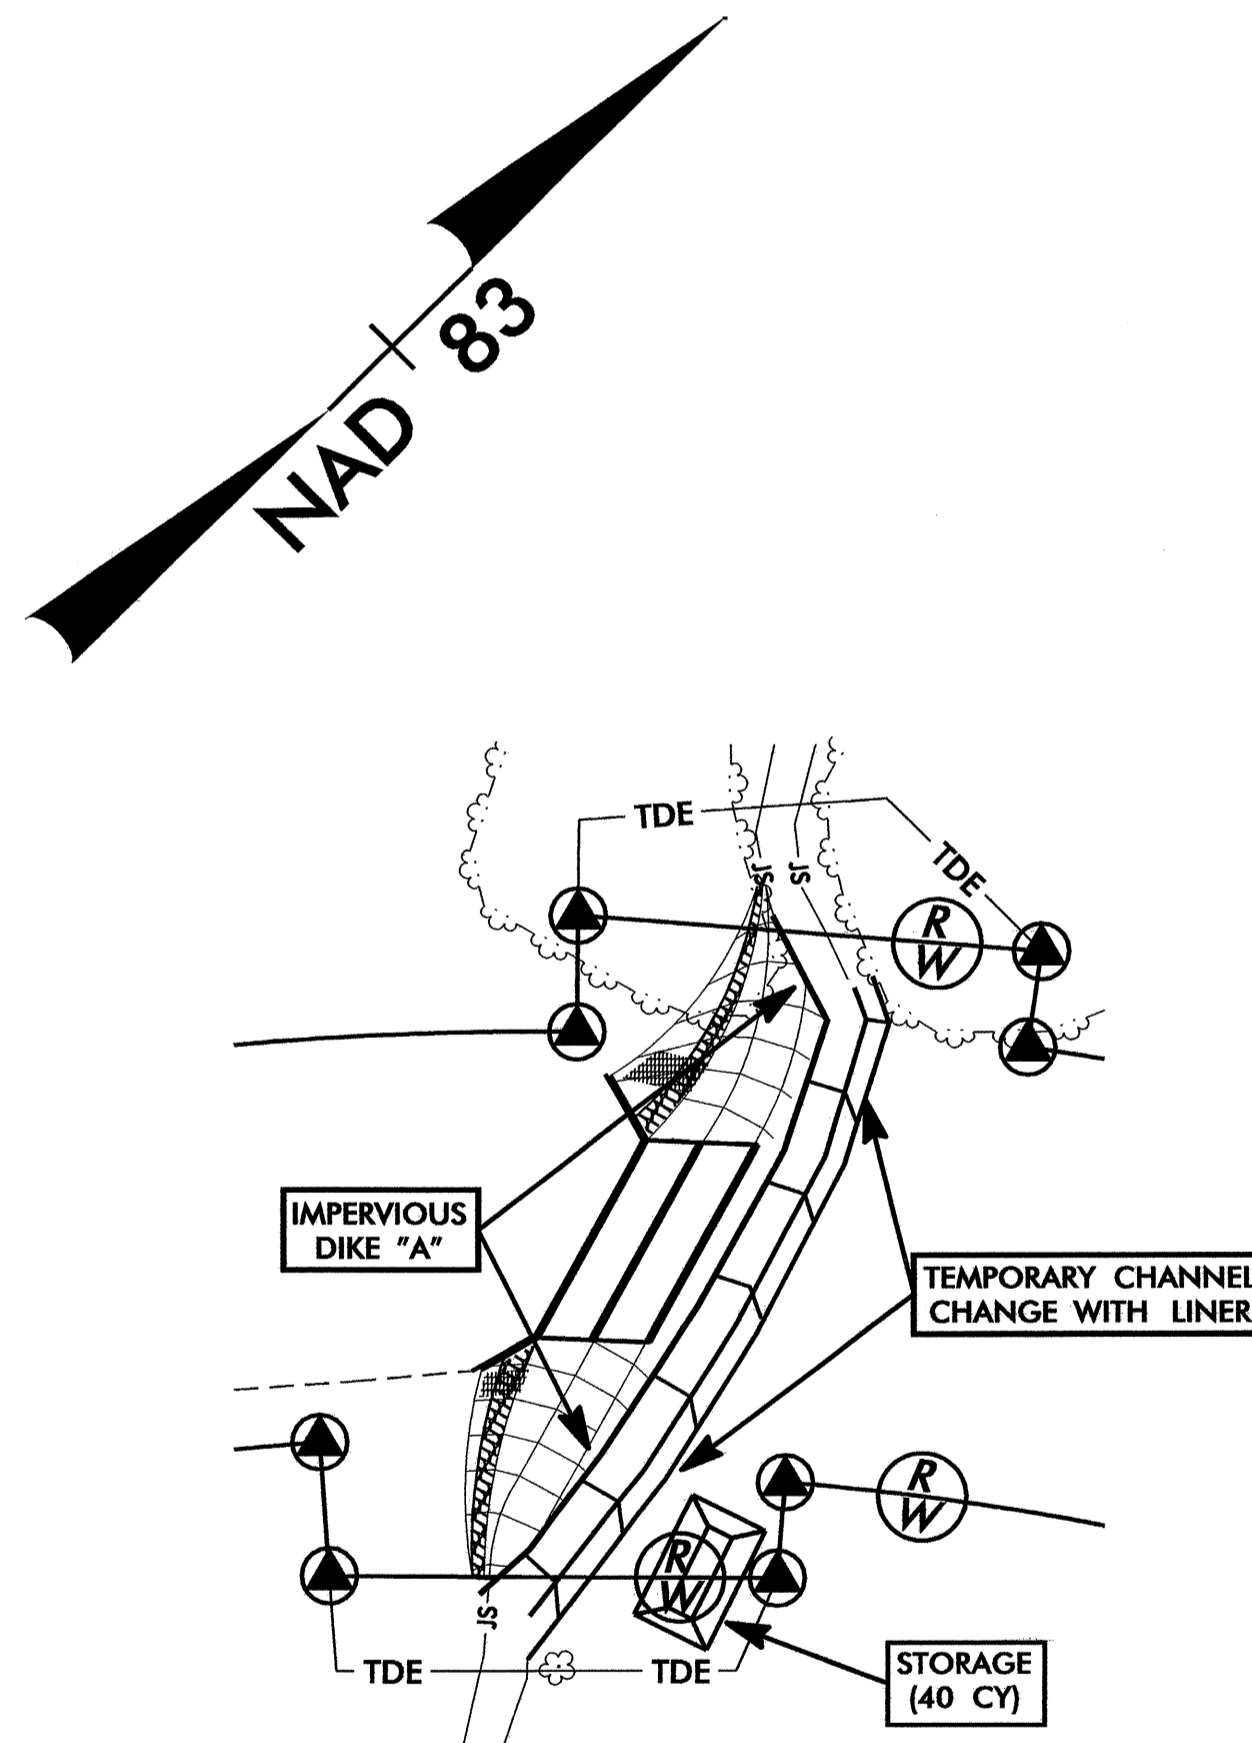 NAD 83
TDE
TDE
JS
JS
R
W
IMPERVIOUS
DIKE "A"
TEMPORARY CHANNEL
CHANGE WITH LINER
R
W
R
W
JS
TDE
TDE
STORAGE
(40 CY)